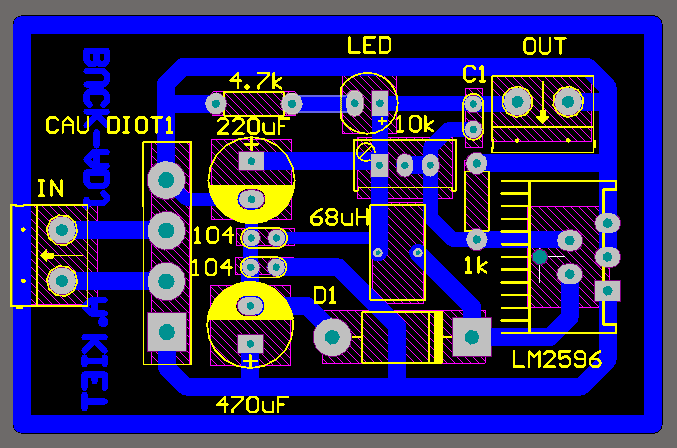 LED
OUT
4.7k
C1
CAU DIOT1
220uF
10k
IN
68uH
104
104
1k
D1
LM2596
470uF